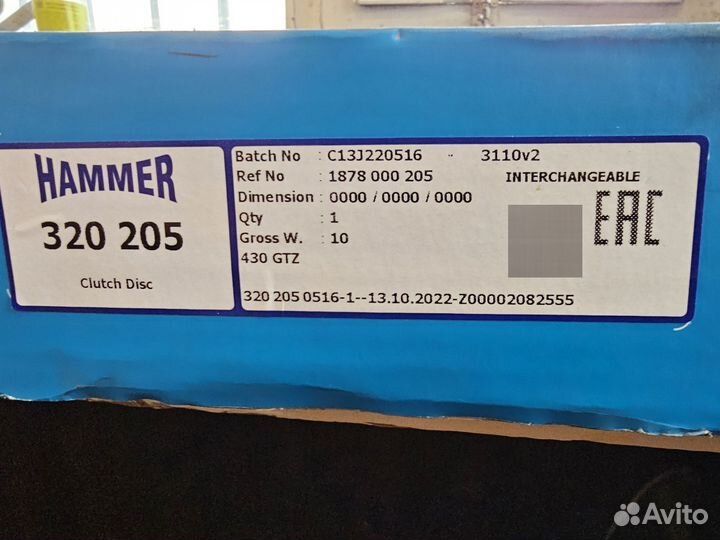 HAMMER
320 205
Clutch Disc
Batch No : C13J220516 -- 3110v2
Ref No : 1878 000 205
INTERCHANGEABLE
Dimension : 0000 / 0000 / 0000
Qty : 1
Gross W. : 10
430 GTZ
EAC
320 205 0516-1--13.10.2022-Z00002082555
Avito